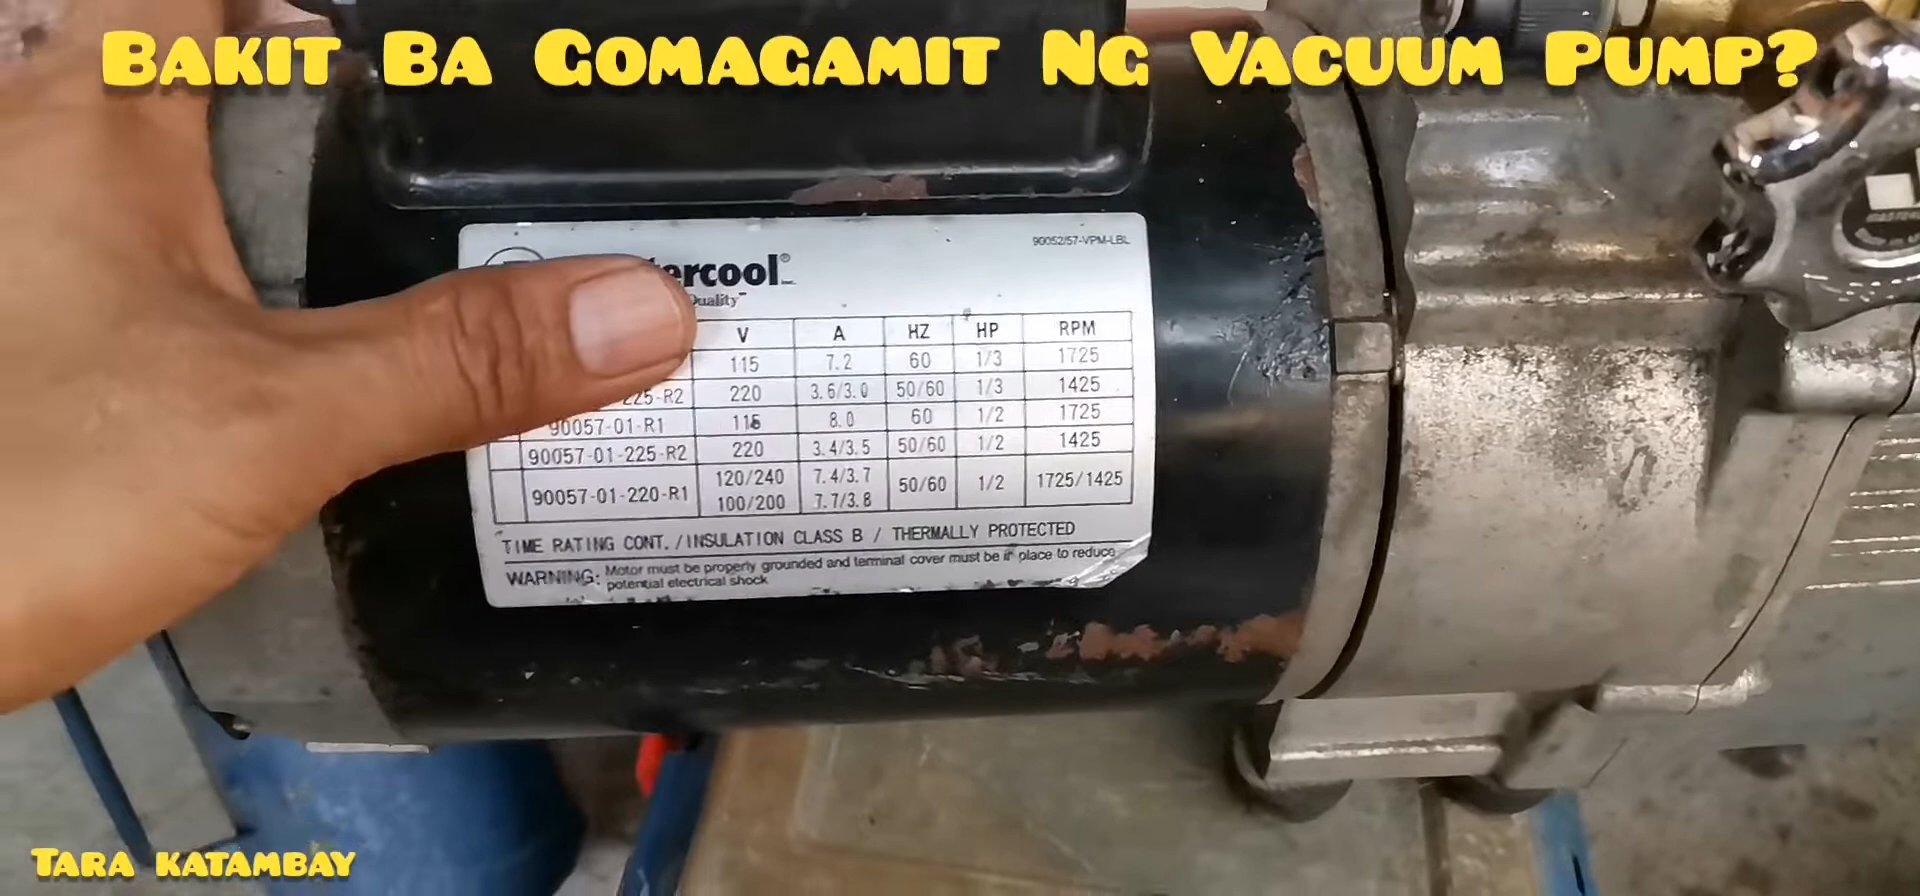 BAKIT BA GOMAGAMIT NG VACUUM PUMP?
90052/57-VPM-LBL
ercool®
Quality™
V A HZ HP RPM
115 7.2 60 1/3 1725
225-R2 220 3.6/3.0 50/60 1/3 1425
90057-01-R1 115 8.0 60 1/2 1725
90057-01-225-R2 220 3.4/3.5 50/60 1/2 1425
90057-01-220-R1 120/240 7.4/3.7 50/60 1/2 1725/1425
100/200 7.7/3.8
TIME RATING CONT./INSULATION CLASS B / THERMALLY PROTECTED
WARNING: Motor must be properly grounded and terminal cover must be in place to reduce
potential electrical shock
TARA KATAMBAY